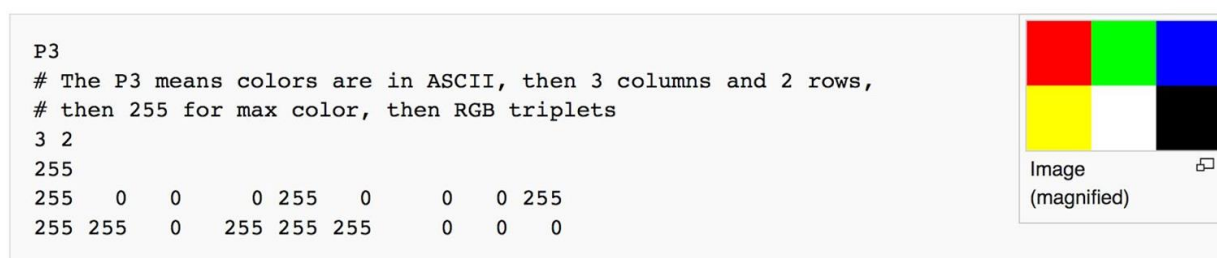 P3
# The P3 means colors are in ASCII, then 3 columns and 2 rows,
# then 255 for max color, then RGB triplets
3 2
255
255   0   0     0 255   0     0   0 255
255 255   0   255 255 255     0   0   0
Image
(magnified)